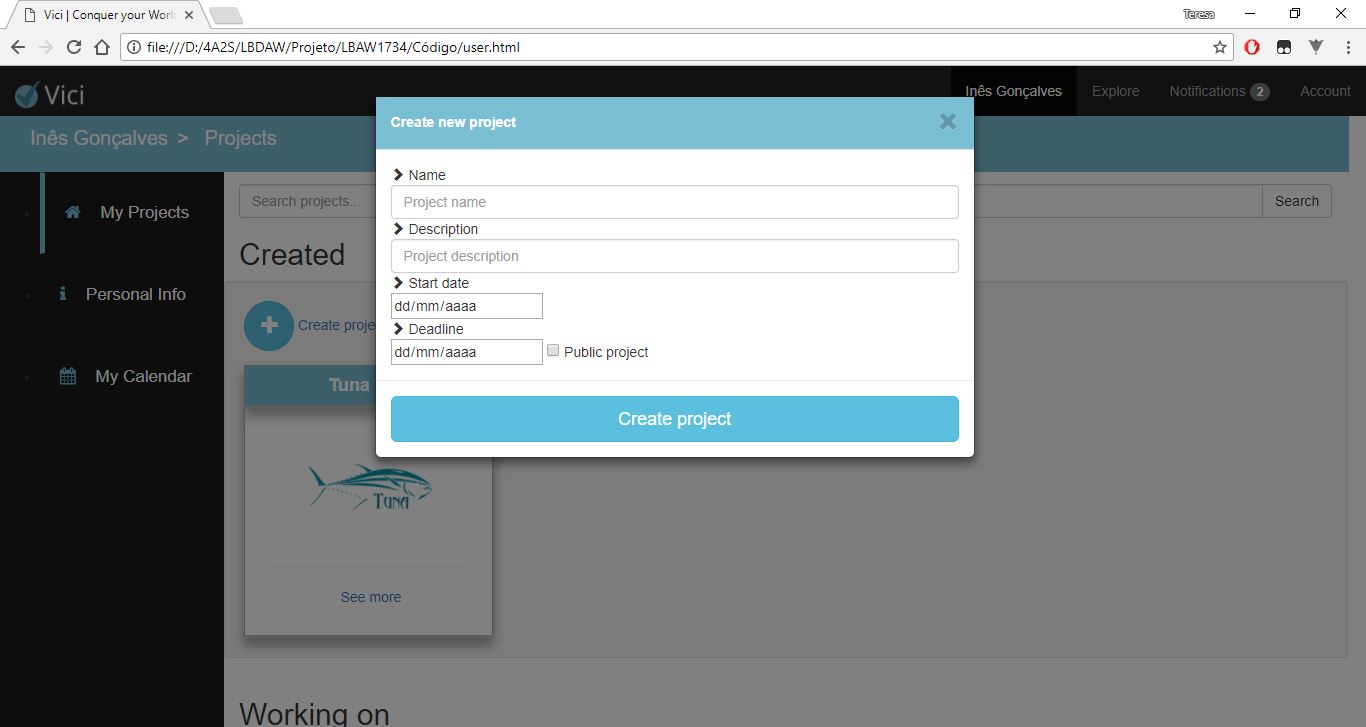 Vici | Conquer your Worl
Teresa
file:///D:/4A2S/LBDAW/Projeto/LBAW1734/Código/user.html
Vici
Inês Gonçalves
Explore
Notifications 2
Account
Inês Gonçalves > Projects
My Projects
Personal Info
My Calendar
Search projects...
Search
Created
Create proje
Tuna
Tuna
See more
Working on
Create new project
Name
Project name
Description
Project description
Start date
dd/mm/aaaa
Deadline
dd/mm/aaaa
Public project
Create project